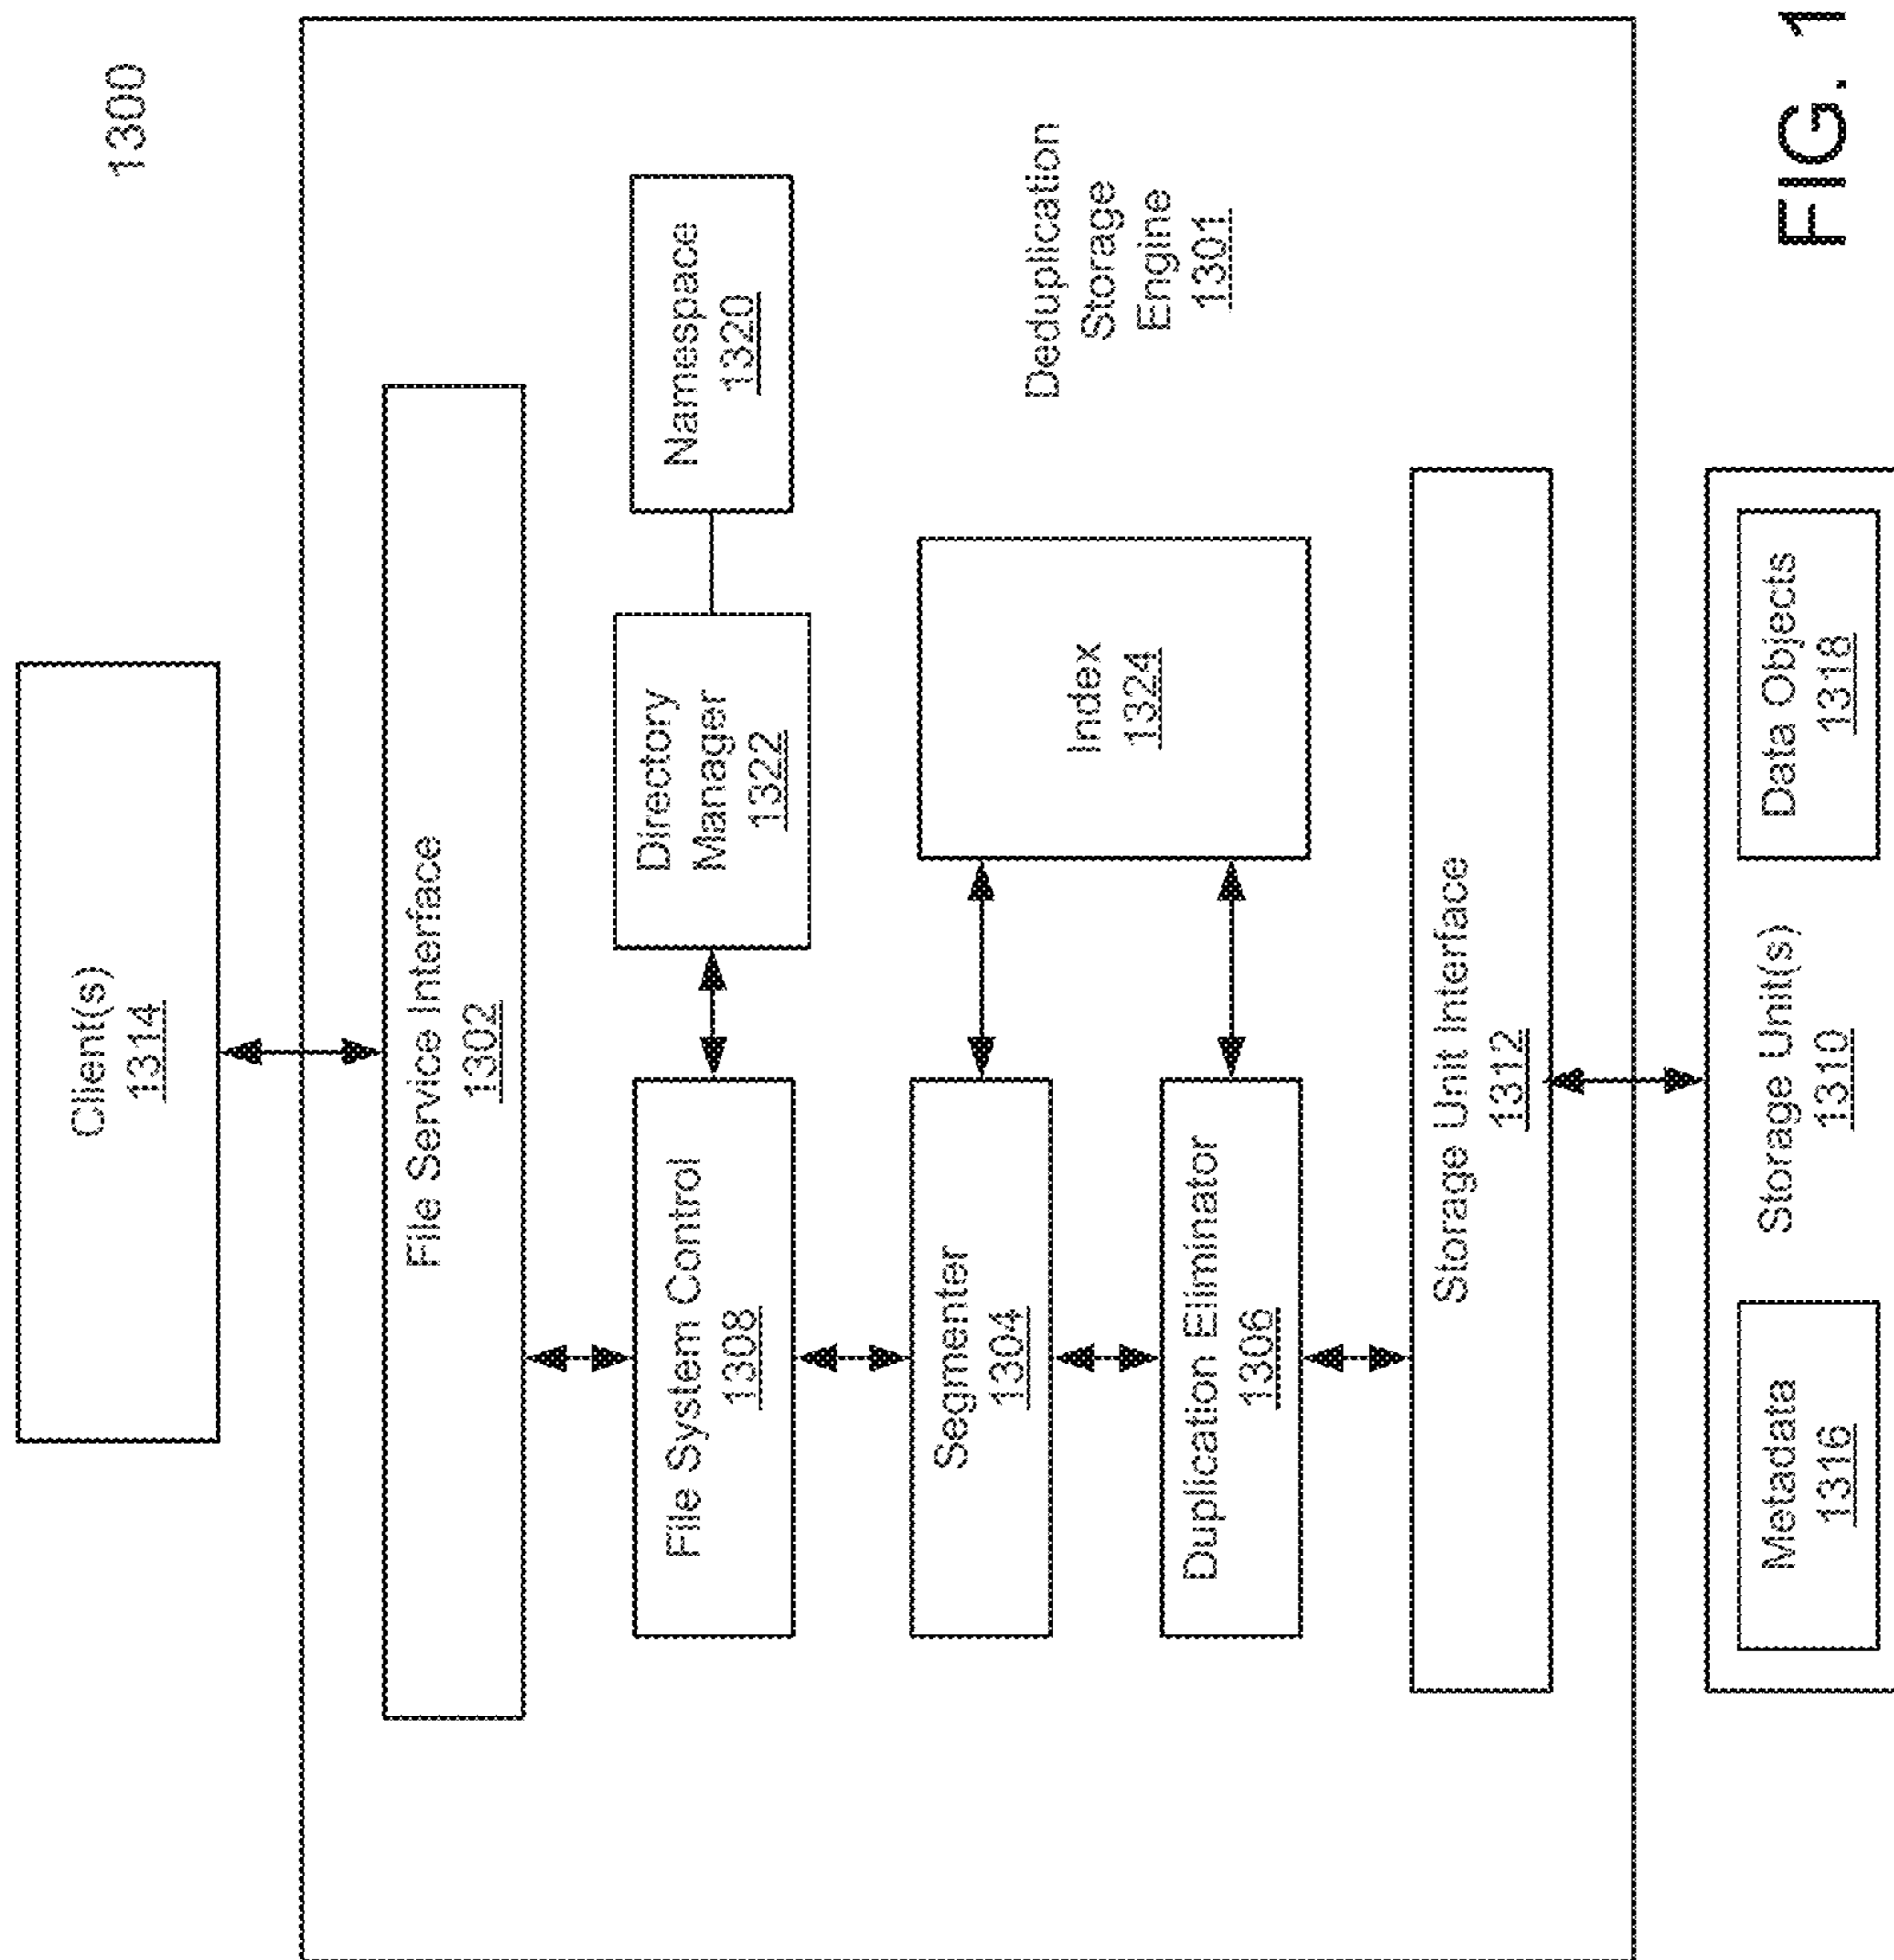 1300
Client(s)
1314
File Service Interface
1302
File System Control
1308
Directory
Manager
1322
Namespace
1320
Segmenter
1304
Index
1324
Duplication Eliminator
1306
Deduplication
Storage
Engine
1301
Storage Unit Interface
1312
Metadata
1316
Storage Unit(s)
1310
Data Objects
1318
FIG. 1